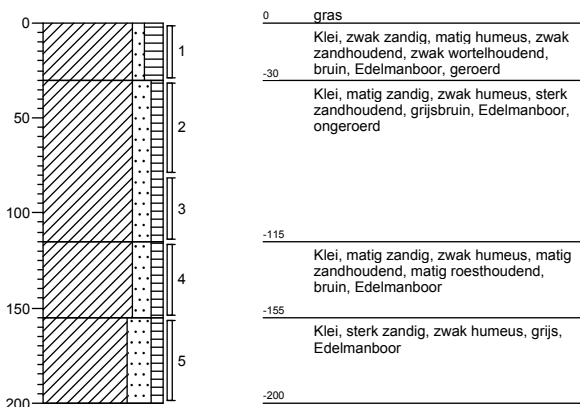 0
50
100
150
200
1
2
3
4
5
0 gras
Klei, zwak zandig, matig humeus, zwak
zandhoudend, zwak wortelhoudend,
bruin, Edelmanboor, geroerd
-30
Klei, matig zandig, zwak humeus, sterk
zandhoudend, grijsbruin, Edelmanboor,
ongeroerd
-115
Klei, matig zandig, zwak humeus, matig
zandhoudend, matig roesthoudend,
bruin, Edelmanboor
-155
Klei, sterk zandig, zwak humeus, grijs,
Edelmanboor
-200